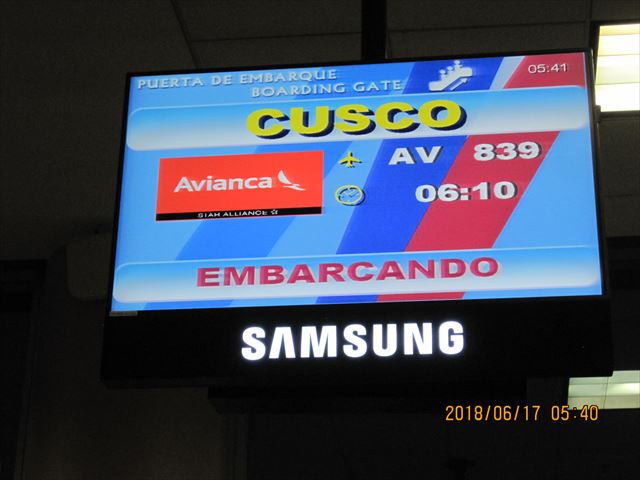 PUERTA DE EMBARQUE
BOARDING GATE
05:41
CUSCO
Avianca
STAR ALLIANCE
AV 839
06:10
EMBARCANDO
SAMSUNG
2018/06/17 05:40